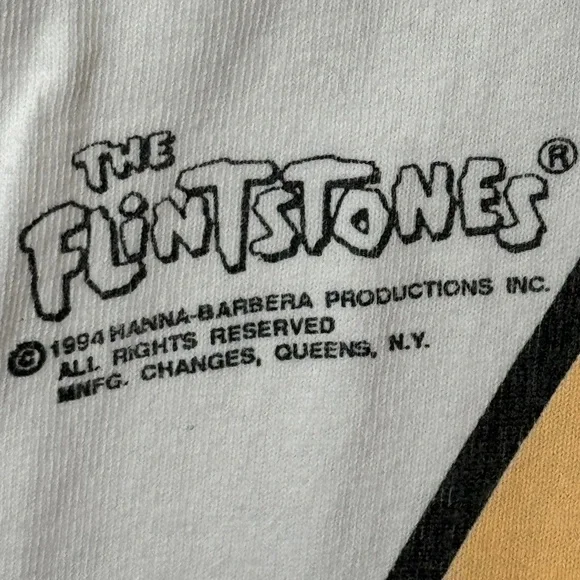 THE
FLiNTSTONES®
© 1994 HANNA-BARBERA PRODUCTIONS INC.
ALL RIGHTS RESERVED
MNFG. CHANGES, QUEENS, N.Y.